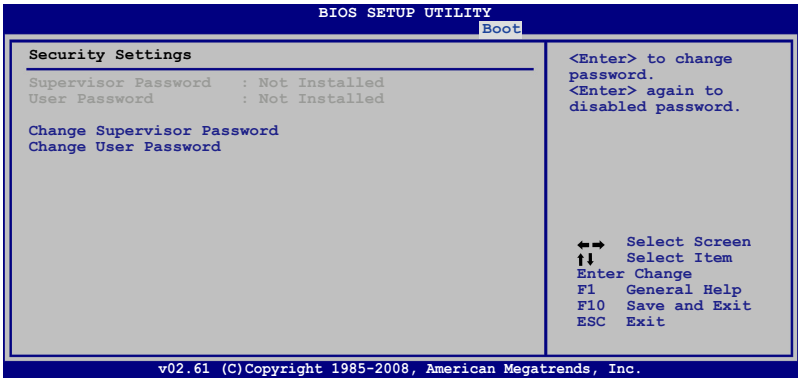 BIOS SETUP UTILITY
Boot
Security Settings
Supervisor Password : Not Installed
User Password : Not Installed
Change Supervisor Password
Change User Password
<Enter> to change
password.
<Enter> again to
disabled password.
←→ Select Screen
↑↓ Select Item
Enter Change
F1 General Help
F10 Save and Exit
ESC Exit
v02.61 (C)Copyright 1985-2008, American Megatrends, Inc.